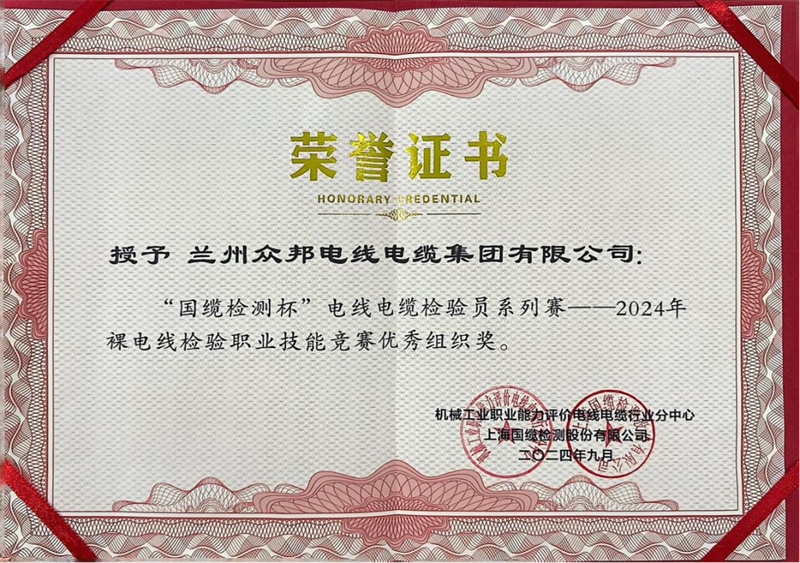 荣誉证书
HONORARY CREDENTIAL
授予 兰州众邦电线电缆集团有限公司:
“国缆检测杯”电线电缆检验员系列赛——2024年
裸电线检验职业技能竞赛优秀组织奖。
机械工业职业能力评价电线电缆行业分中心
上海国缆检测股份有限公司
二〇二四年九月